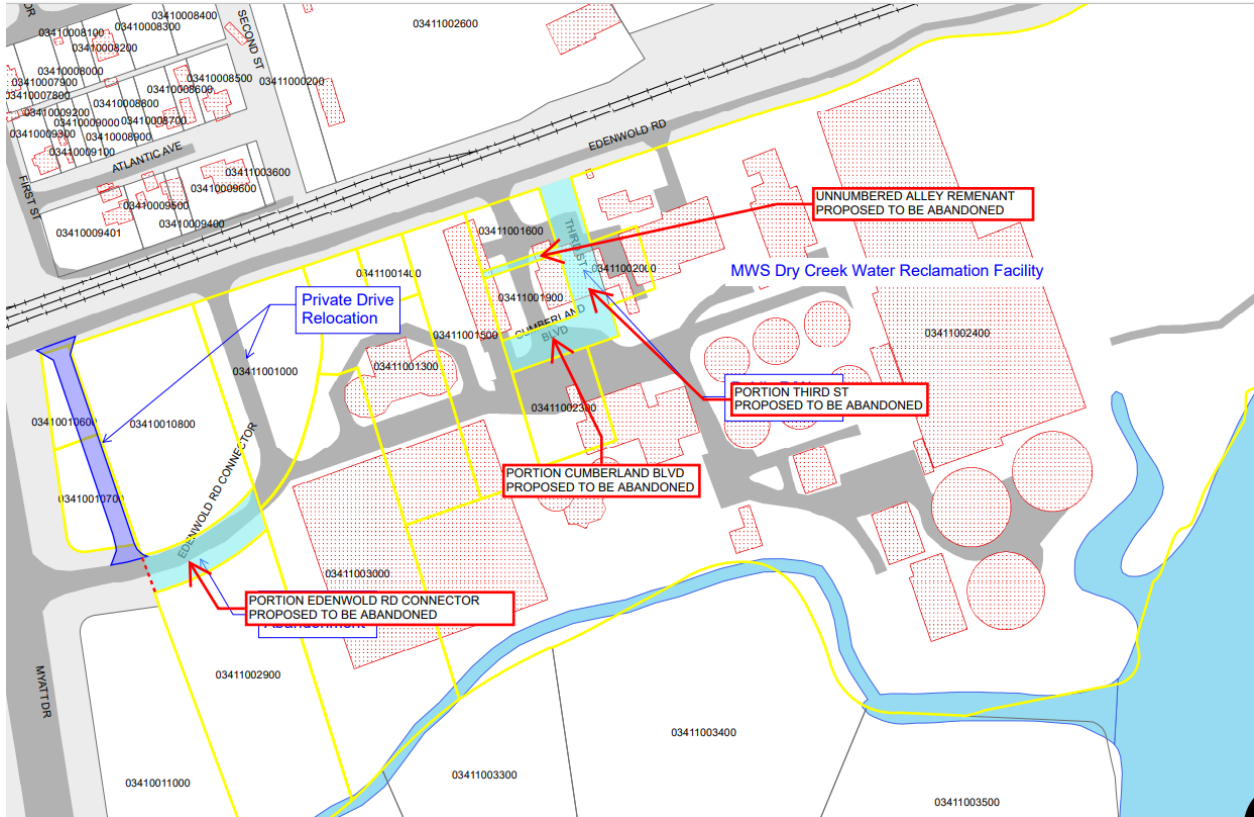 03410008400
03410008300
03410008100
03410008200
SECOND ST
03411002600
DR
03410008000
03410007900
03410007800
03410008500
03410008600
03411000200
03410008800
03410009200
03410009000
03410008700
03410009300
03410008900
03410009100
ATLANTIC AVE
EDENWOLD RD
FIRST ST
03411003600
03410009600
03410009500
03410009400
03410009401
UNNUMBERED ALLEY REMENANT
PROPOSED TO BE ABANDONED
03411001600
THIRD ST
03411001400
03411002000
MWS Dry Creek Water Reclamation Facility
Private Drive
Relocation
03411001900
CUMBERLAND
BLVD
03411001500
03411002400
03411001300
03411001000
PORTION THIRD ST
PROPOSED TO BE ABANDONED
03411002300
03410010600
03410010800
EDENWOLD RD CONNECTOR
PORTION CUMBERLAND BLVD
PROPOSED TO BE ABANDONED
03410010700
03411003000
PORTION EDENWOLD RD CONNECTOR
PROPOSED TO BE ABANDONED
Abandonment
MYATT DR
03411002900
03411003400
03410011000
03411003300
03411003500